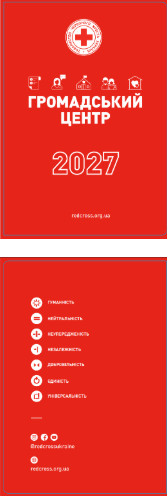 ГРОМАДСЬКИЙ
ЦЕНТР
2027
redcross.org.ua
ГУМАННІСТЬ
НЕЙТРАЛЬНІСТЬ
НЕУПЕРЕДЖЕНІСТЬ
НЕЗАЛЕЖНІСТЬ
ДОБРОВІЛЬНІСТЬ
ЄДНІСТЬ
УНІВЕРСАЛЬНІСТЬ
@redcrossukraine
redcross.org.ua